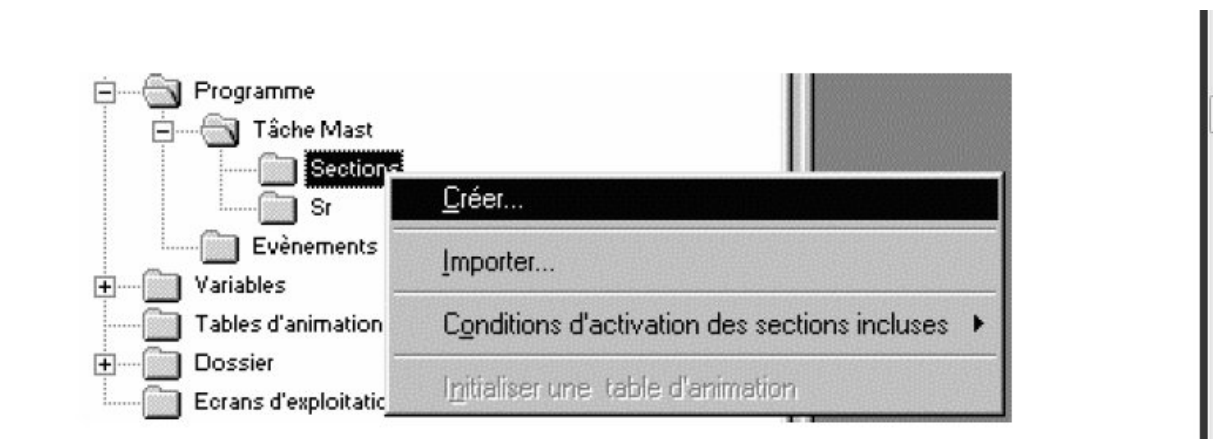 Programme
Tâche Mast
Sections
Créer...
Sr
Evènements
Importer...
Variables
Tables d'animation
Conditions d'activation des sections incluses
Dossier
Initialiser une table d'animation
Ecrans d'exploitatic